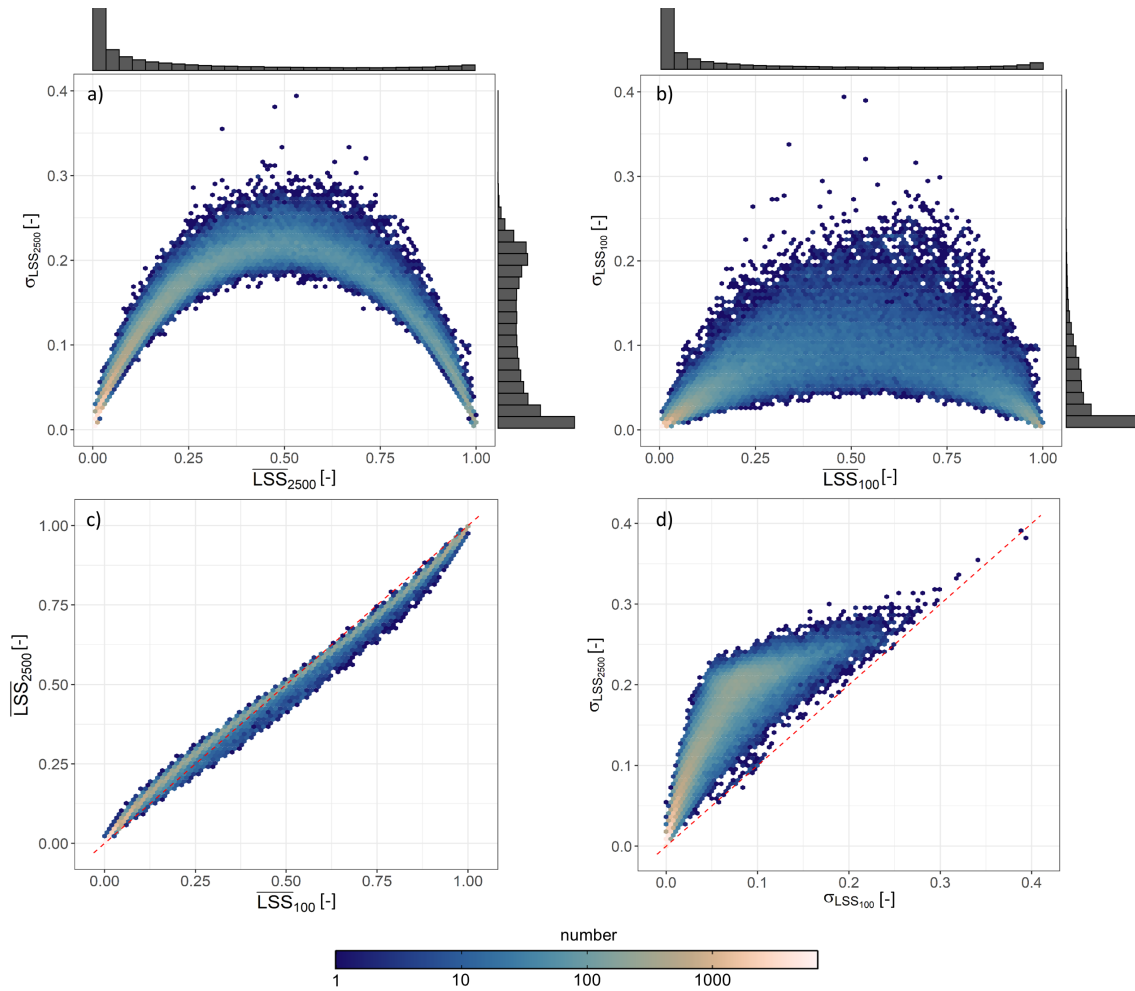 a)
0.4
0.3
0.2
0.1
0.0
σLSS2500 [-]
0.00 0.25 0.50 0.75 1.00
LSS2500 [-]
b)
0.4
0.3
0.2
0.1
0.0
σLSS100 [-]
0.00 0.25 0.50 0.75 1.00
LSS100 [-]
c)
1.00
0.75
0.50
0.25
0.00
LSS2500 [-]
0.00 0.25 0.50 0.75 1.00
LSS100 [-]
d)
0.4
0.3
0.2
0.1
0.0
σLSS2500 [-]
0.0 0.1 0.2 0.3 0.4
σLSS100 [-]
number
1 10 100 1000